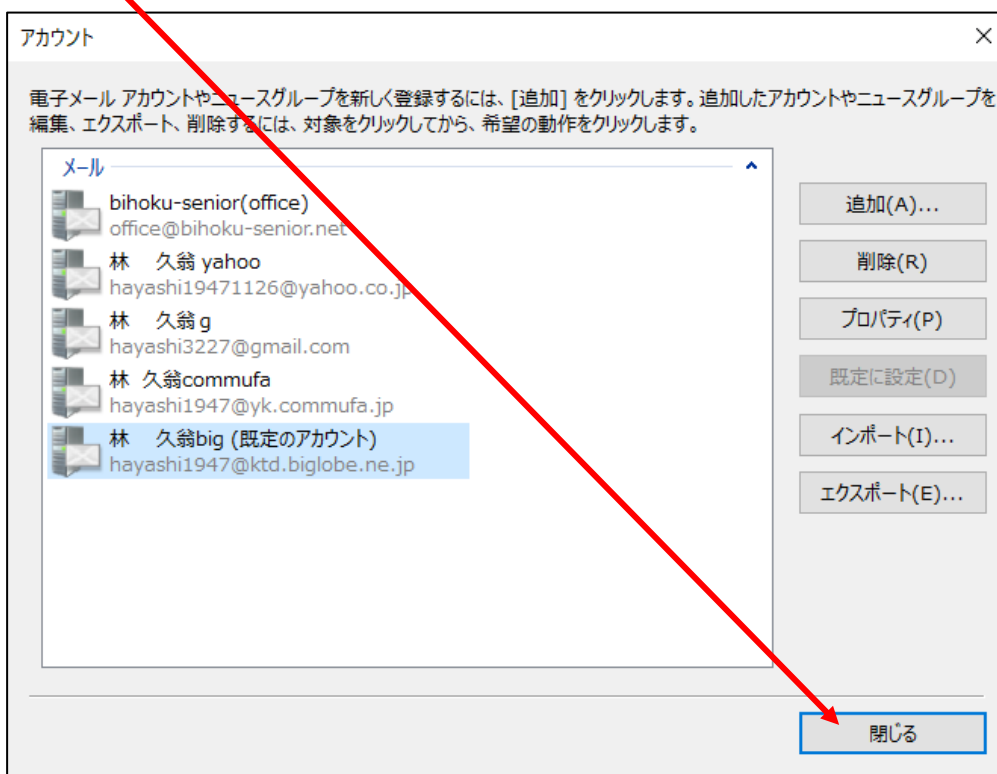 アカウント
電子メール アカウントやニュースグループを新しく登録するには、[追加] をクリックします。追加したアカウントやニュースグループを
編集、エクスポート、削除するには、対象をクリックしてから、希望の動作をクリックします。
メール
bihoku-senior(office)
office@bihoku-senior.net
林　久翁 yahoo
hayashi19471126@yahoo.co.jp
林　久翁 g
hayashi3227@gmail.com
林 久翁commufa
hayashi1947@yk.commufa.jp
林　久翁big (既定のアカウント)
hayashi1947@ktd.biglobe.ne.jp
追加(A)...
削除(R)
プロパティ(P)
既定に設定(D)
インポート(I)...
エクスポート(E)...
閉じる